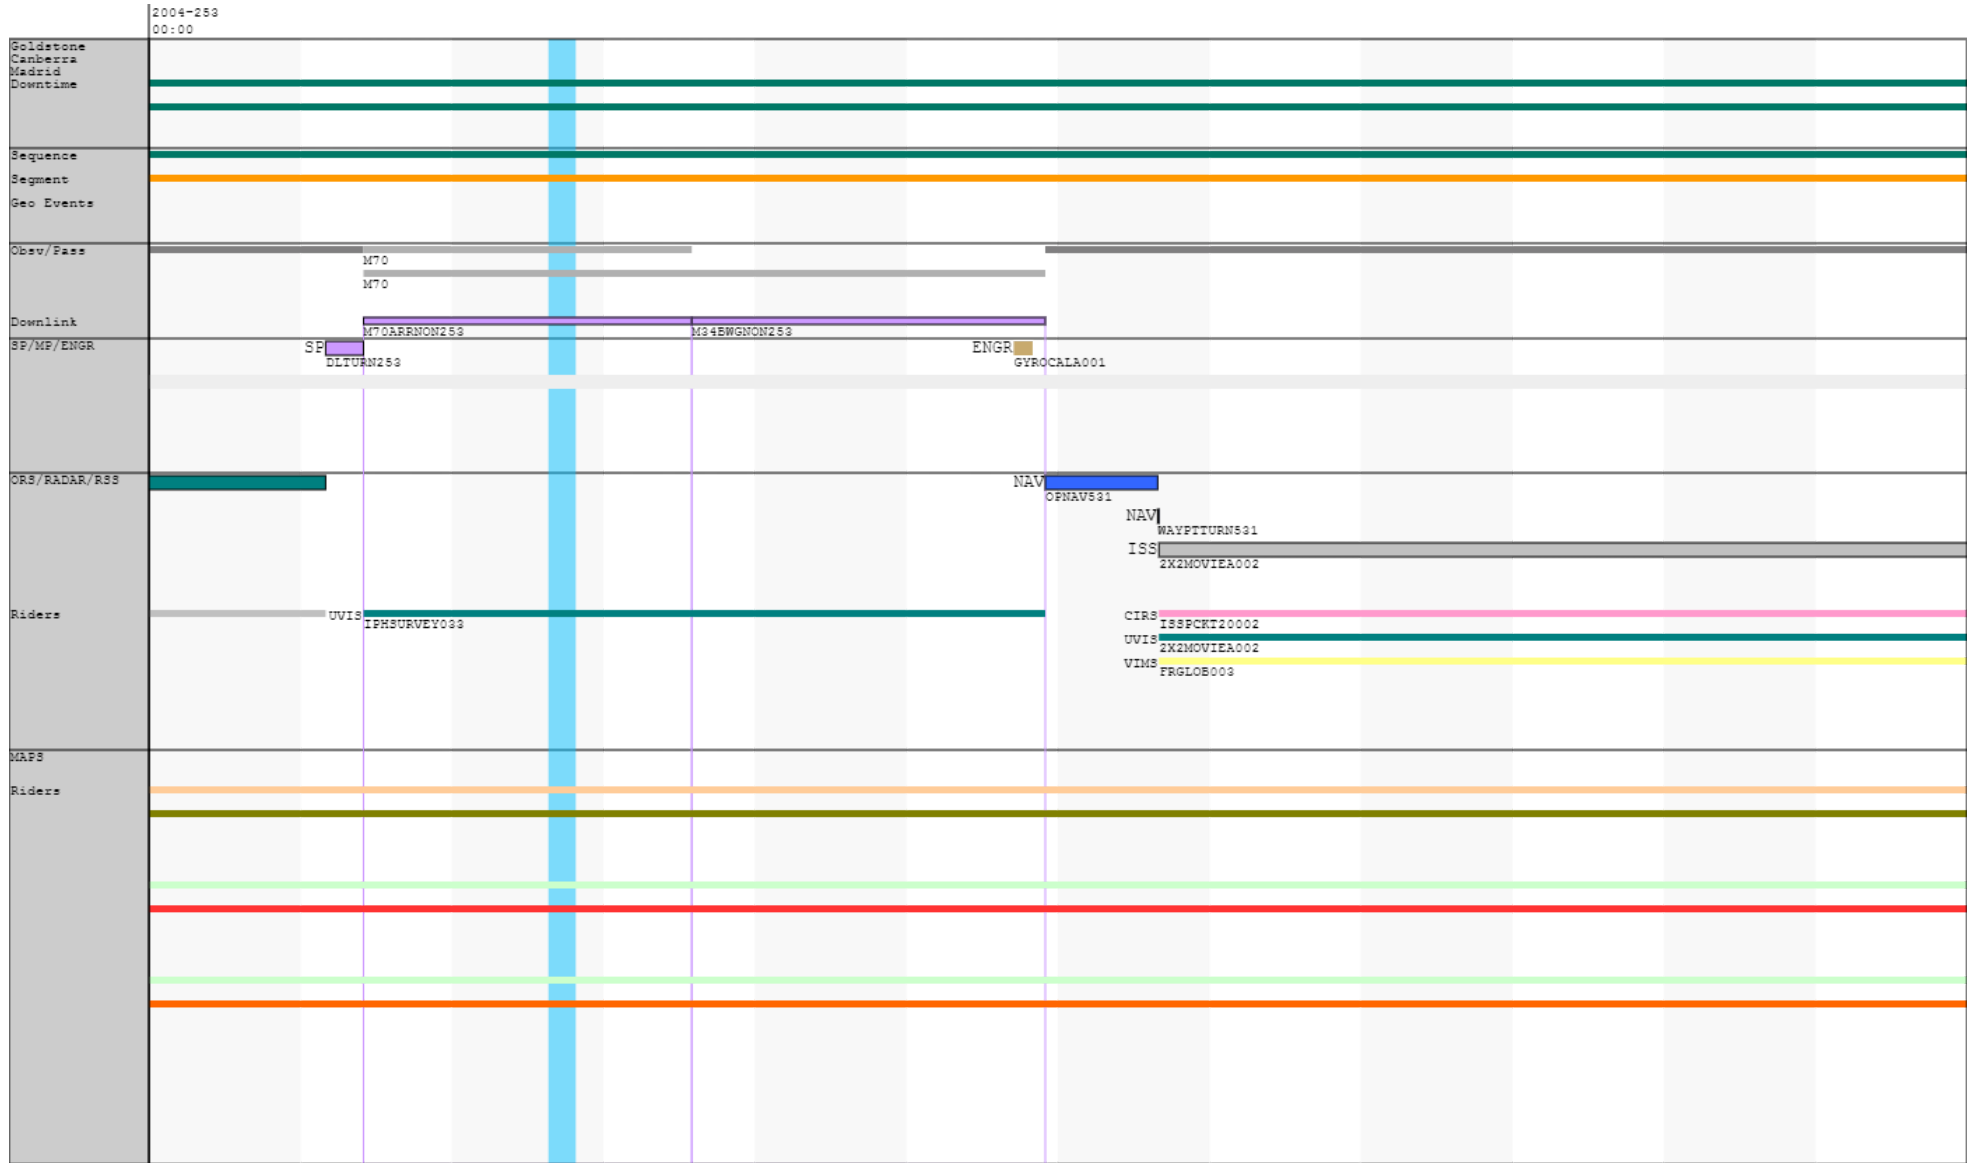 2004-253
00:00
Goldstone
Canberra
Madrid
Downtime
Sequence
Segment
Geo Events
Obsv/Pass
M70
M70
Downlink
M70ARRNON253 M34BWGNON253
SP/MP/ENGR SP ENGR
DLTURN253 GYROCALA001
ORS/RADAR/RSS NAV
OPNAV531
NAV
WAYPTTURN531
ISS
2X2MOVIEA002
Riders UVIS CIRS
IPHSURVEY033 ISSPCKT20002
UVIS
2X2MOVIEA002
VIMS
FRGLOB003
MAPS
Riders